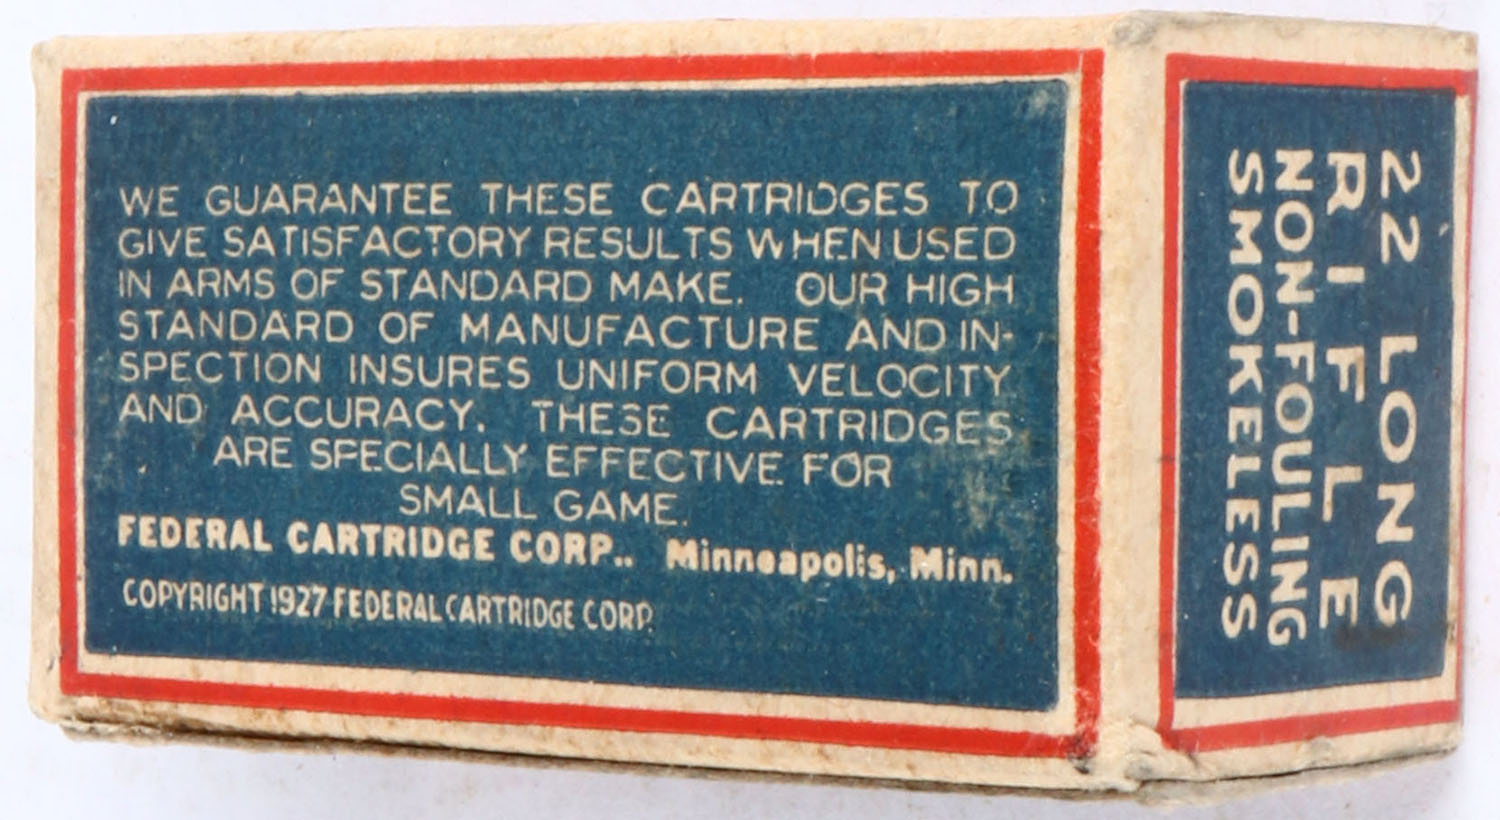 WE GUARANTEE THESE CARTRIDGES TO
GIVE SATISFACTORY RESULTS WHEN USED
IN ARMS OF STANDARD MAKE. OUR HIGH
STANDARD OF MANUFACTURE AND IN-
SPECTION INSURES UNIFORM VELOCITY
AND ACCURACY. THESE CARTRIDGES
ARE SPECIALLY EFFECTIVE FOR
SMALL GAME.
FEDERAL CARTRIDGE CORP.. Minneapolis, Minn.
COPYRIGHT 1927 FEDERAL CARTRIDGE CORP.
22 LONG
RIFLE
NON-FOULING
SMOKELESS